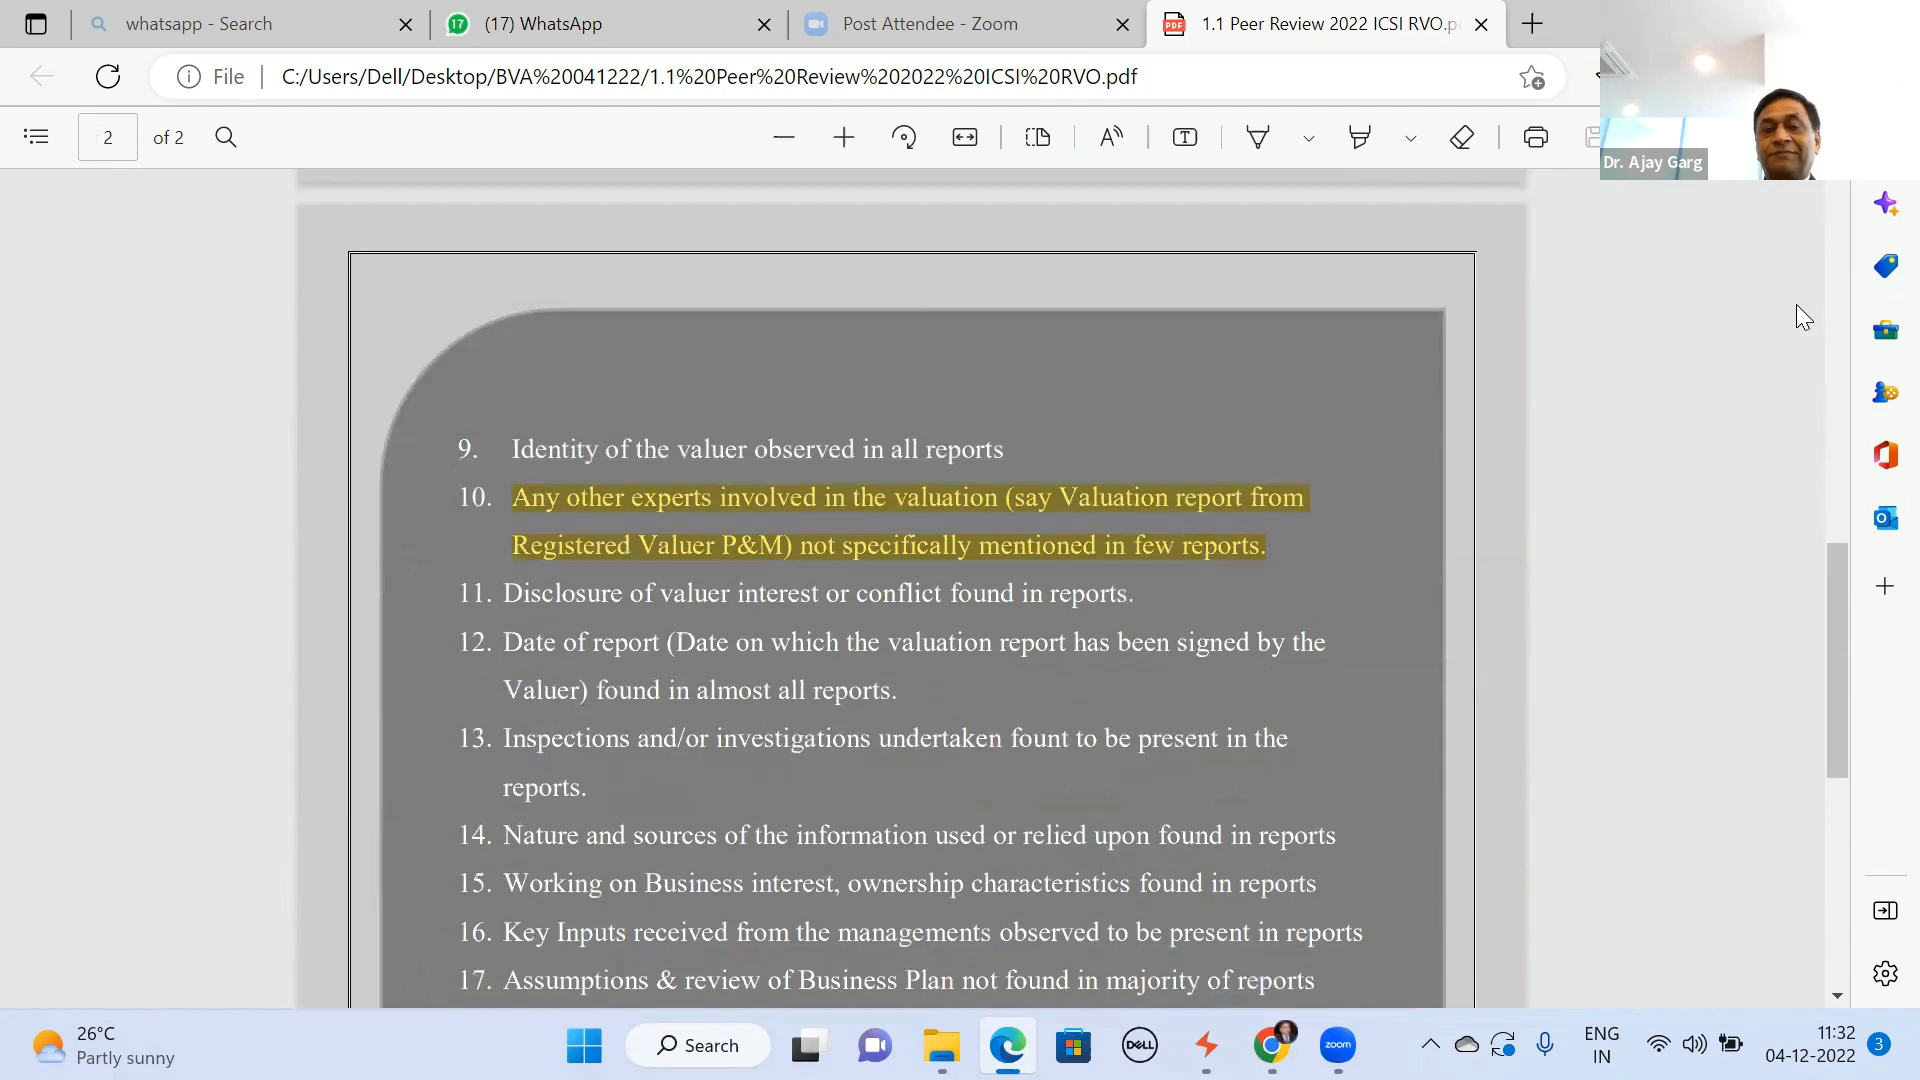 whatsapp - Search
(17) WhatsApp
Post Attendee - Zoom
1.1 Peer Review 2022 ICSI RVO.p
File
C:/Users/Dell/Desktop/BVA%20041222/1.1%20Peer%20Review%202022%20ICSI%20RVO.pdf
2 of 2
Dr. Ajay Garg
9. Identity of the valuer observed in all reports
10. Any other experts involved in the valuation (say Valuation report from
Registered Valuer P&M) not specifically mentioned in few reports.
11. Disclosure of valuer interest or conflict found in reports.
12. Date of report (Date on which the valuation report has been signed by the
Valuer) found in almost all reports.
13. Inspections and/or investigations undertaken fount to be present in the
reports.
14. Nature and sources of the information used or relied upon found in reports
15. Working on Business interest, ownership characteristics found in reports
16. Key Inputs received from the managements observed to be present in reports
17. Assumptions & review of Business Plan not found in majority of reports
26°C
Partly sunny
Search
DELL
zoom
ENG
IN
11:32
04-12-2022
3